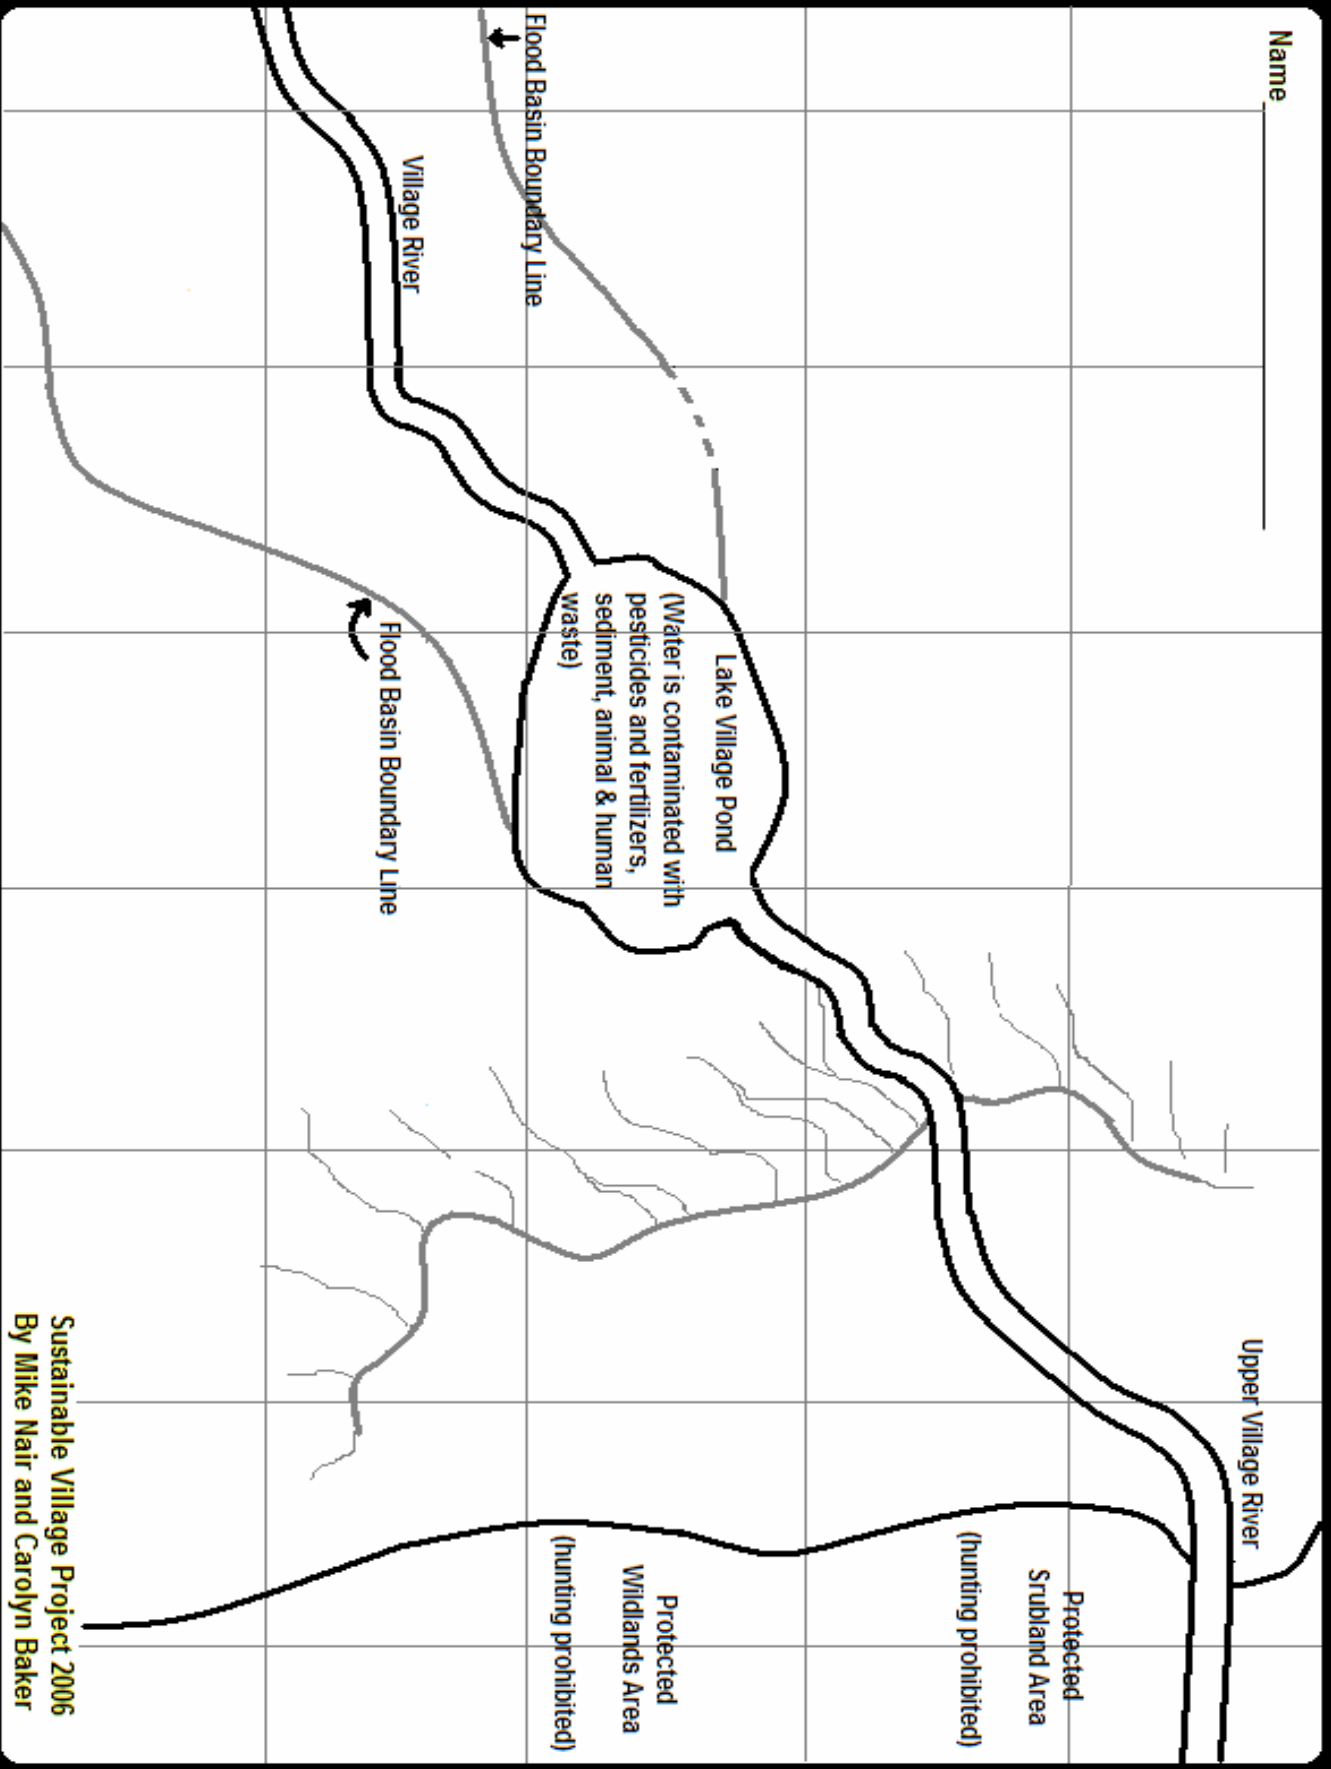 Name
Upper Village River
Protected
Srubland Area
(hunting prohibited)
Protected
Wildlands Area
(hunting prohibited)
Lake Village Pond
(Water is contaminated with
pesticides and fertilizers,
sediment, animal & human
waste)
Flood Basin Boundary Line
Village River
Flood Basin Boundary Line
Sustainable Village Project 2006
By Mike Nair and Carolyn Baker